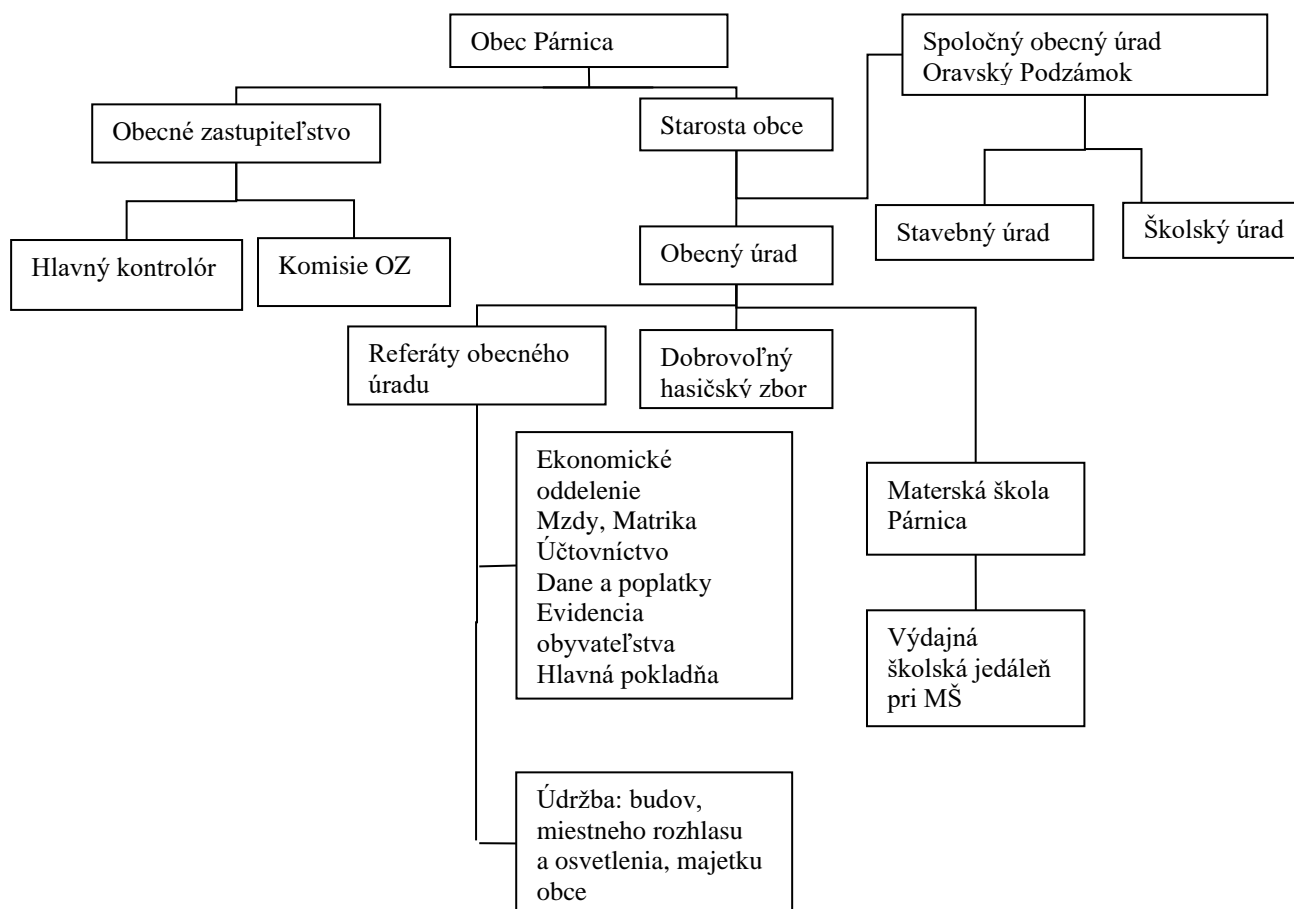 Obec Párnica
Spoločný obecný úrad
Oravský Podzámok
Obecné zastupiteľstvo
Starosta obce
Hlavný kontrolór
Komisie OZ
Obecný úrad
Stavebný úrad
Školský úrad
Referáty obecného
úradu
Dobrovoľný
hasičský zbor
Ekonomické
oddelenie
Mzdy, Matrika
Účtovníctvo
Dane a poplatky
Evidencia
obyvateľstva
Hlavná pokladňa
Materská škola
Párnica
Výdajná
školská jedáleň
pri MŠ
Údržba: budov,
miestneho rozhlasu
a osvetlenia, majetku
obce